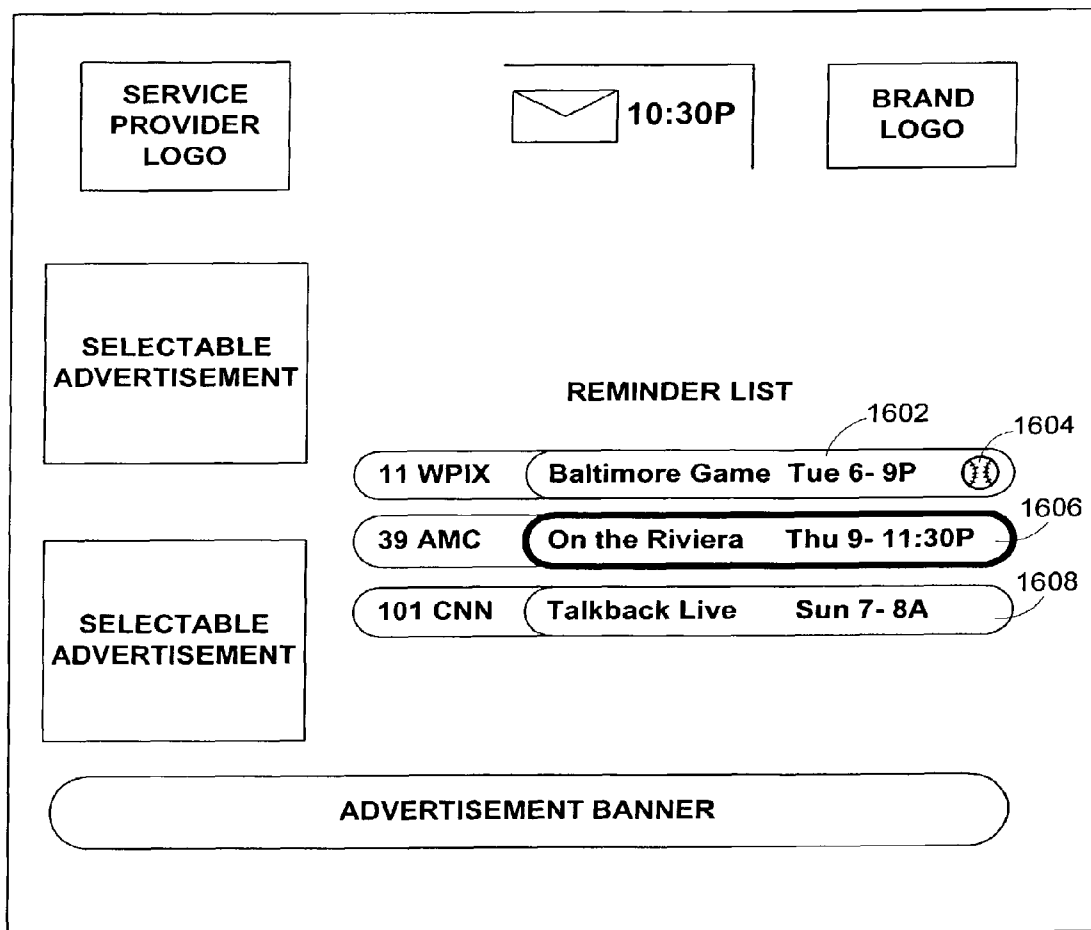 SERVICE
PROVIDER
LOGO
10:30P
BRAND
LOGO
SELECTABLE
ADVERTISEMENT
REMINDER LIST
1602
1604
11 WPIX Baltimore Game Tue 6- 9P
1606
39 AMC On the Riviera Thu 9- 11:30P
1608
101 CNN Talkback Live Sun 7- 8A
SELECTABLE
ADVERTISEMENT
ADVERTISEMENT BANNER